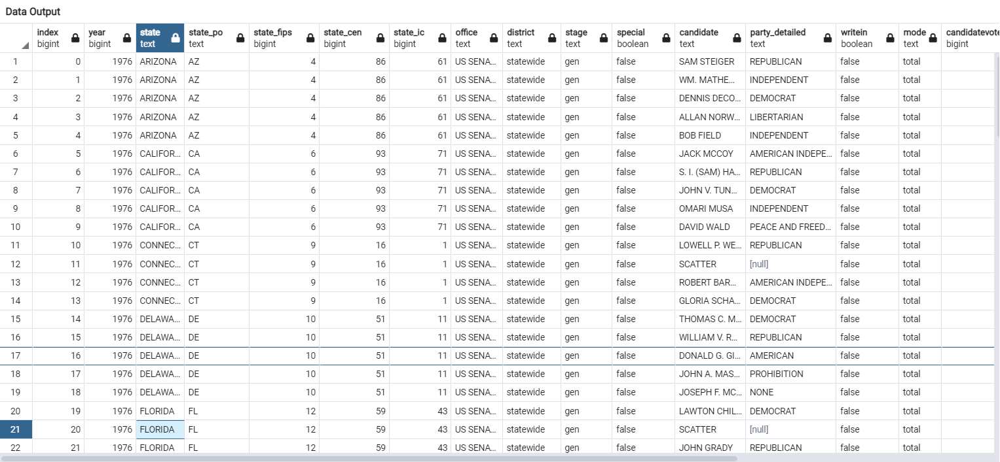 Data Output
index year state state_po state_fips state_cen state_ic office district stage special candidate party_detailed writein mode candidatevote
bigint bigint text text bigint bigint bigint text text text boolean text text boolean text bigint
1 0 1976 ARIZONA AZ 4 86 61 US SENA... statewide gen false SAM STEIGER REPUBLICAN false total
2 1 1976 ARIZONA AZ 4 86 61 US SENA... statewide gen false WM. MATHE... INDEPENDENT false total
3 2 1976 ARIZONA AZ 4 86 61 US SENA... statewide gen false DENNIS DECO... DEMOCRAT false total
4 3 1976 ARIZONA AZ 4 86 61 US SENA... statewide gen false ALLAN NORW... LIBERTARIAN false total
5 4 1976 ARIZONA AZ 4 86 61 US SENA... statewide gen false BOB FIELD INDEPENDENT false total
6 5 1976 CALIFOR... CA 6 93 71 US SENA... statewide gen false JACK MCCOY AMERICAN INDEPE... false total
7 6 1976 CALIFOR... CA 6 93 71 US SENA... statewide gen false S. I. (SAM) HA... REPUBLICAN false total
8 7 1976 CALIFOR... CA 6 93 71 US SENA... statewide gen false JOHN V. TUN... DEMOCRAT false total
9 8 1976 CALIFOR... CA 6 93 71 US SENA... statewide gen false OMARI MUSA INDEPENDENT false total
10 9 1976 CALIFOR... CA 6 93 71 US SENA... statewide gen false DAVID WALD PEACE AND FREED... false total
11 10 1976 CONNEC... CT 9 16 1 US SENA... statewide gen false LOWELL P. WE... REPUBLICAN false total
12 11 1976 CONNEC... CT 9 16 1 US SENA... statewide gen false SCATTER [null] false total
13 12 1976 CONNEC... CT 9 16 1 US SENA... statewide gen false ROBERT BAR... AMERICAN INDEPE... false total
14 13 1976 CONNEC... CT 9 16 1 US SENA... statewide gen false GLORIA SCHA... DEMOCRAT false total
15 14 1976 DELAWA... DE 10 51 11 US SENA... statewide gen false THOMAS C. M... DEMOCRAT false total
16 15 1976 DELAWA... DE 10 51 11 US SENA... statewide gen false WILLIAM V. R... REPUBLICAN false total
17 16 1976 DELAWA... DE 10 51 11 US SENA... statewide gen false DONALD G. GI... AMERICAN false total
18 17 1976 DELAWA... DE 10 51 11 US SENA... statewide gen false JOHN A. MAS... PROHIBITION false total
19 18 1976 DELAWA... DE 10 51 11 US SENA... statewide gen false JOSEPH F. MC... NONE false total
20 19 1976 FLORIDA FL 12 59 43 US SENA... statewide gen false LAWTON CHIL... DEMOCRAT false total
21 20 1976 FLORIDA FL 12 59 43 US SENA... statewide gen false SCATTER [null] false total
22 21 1976 FLORIDA FL 12 59 43 US SENA... statewide gen false JOHN GRADY REPUBLICAN false total